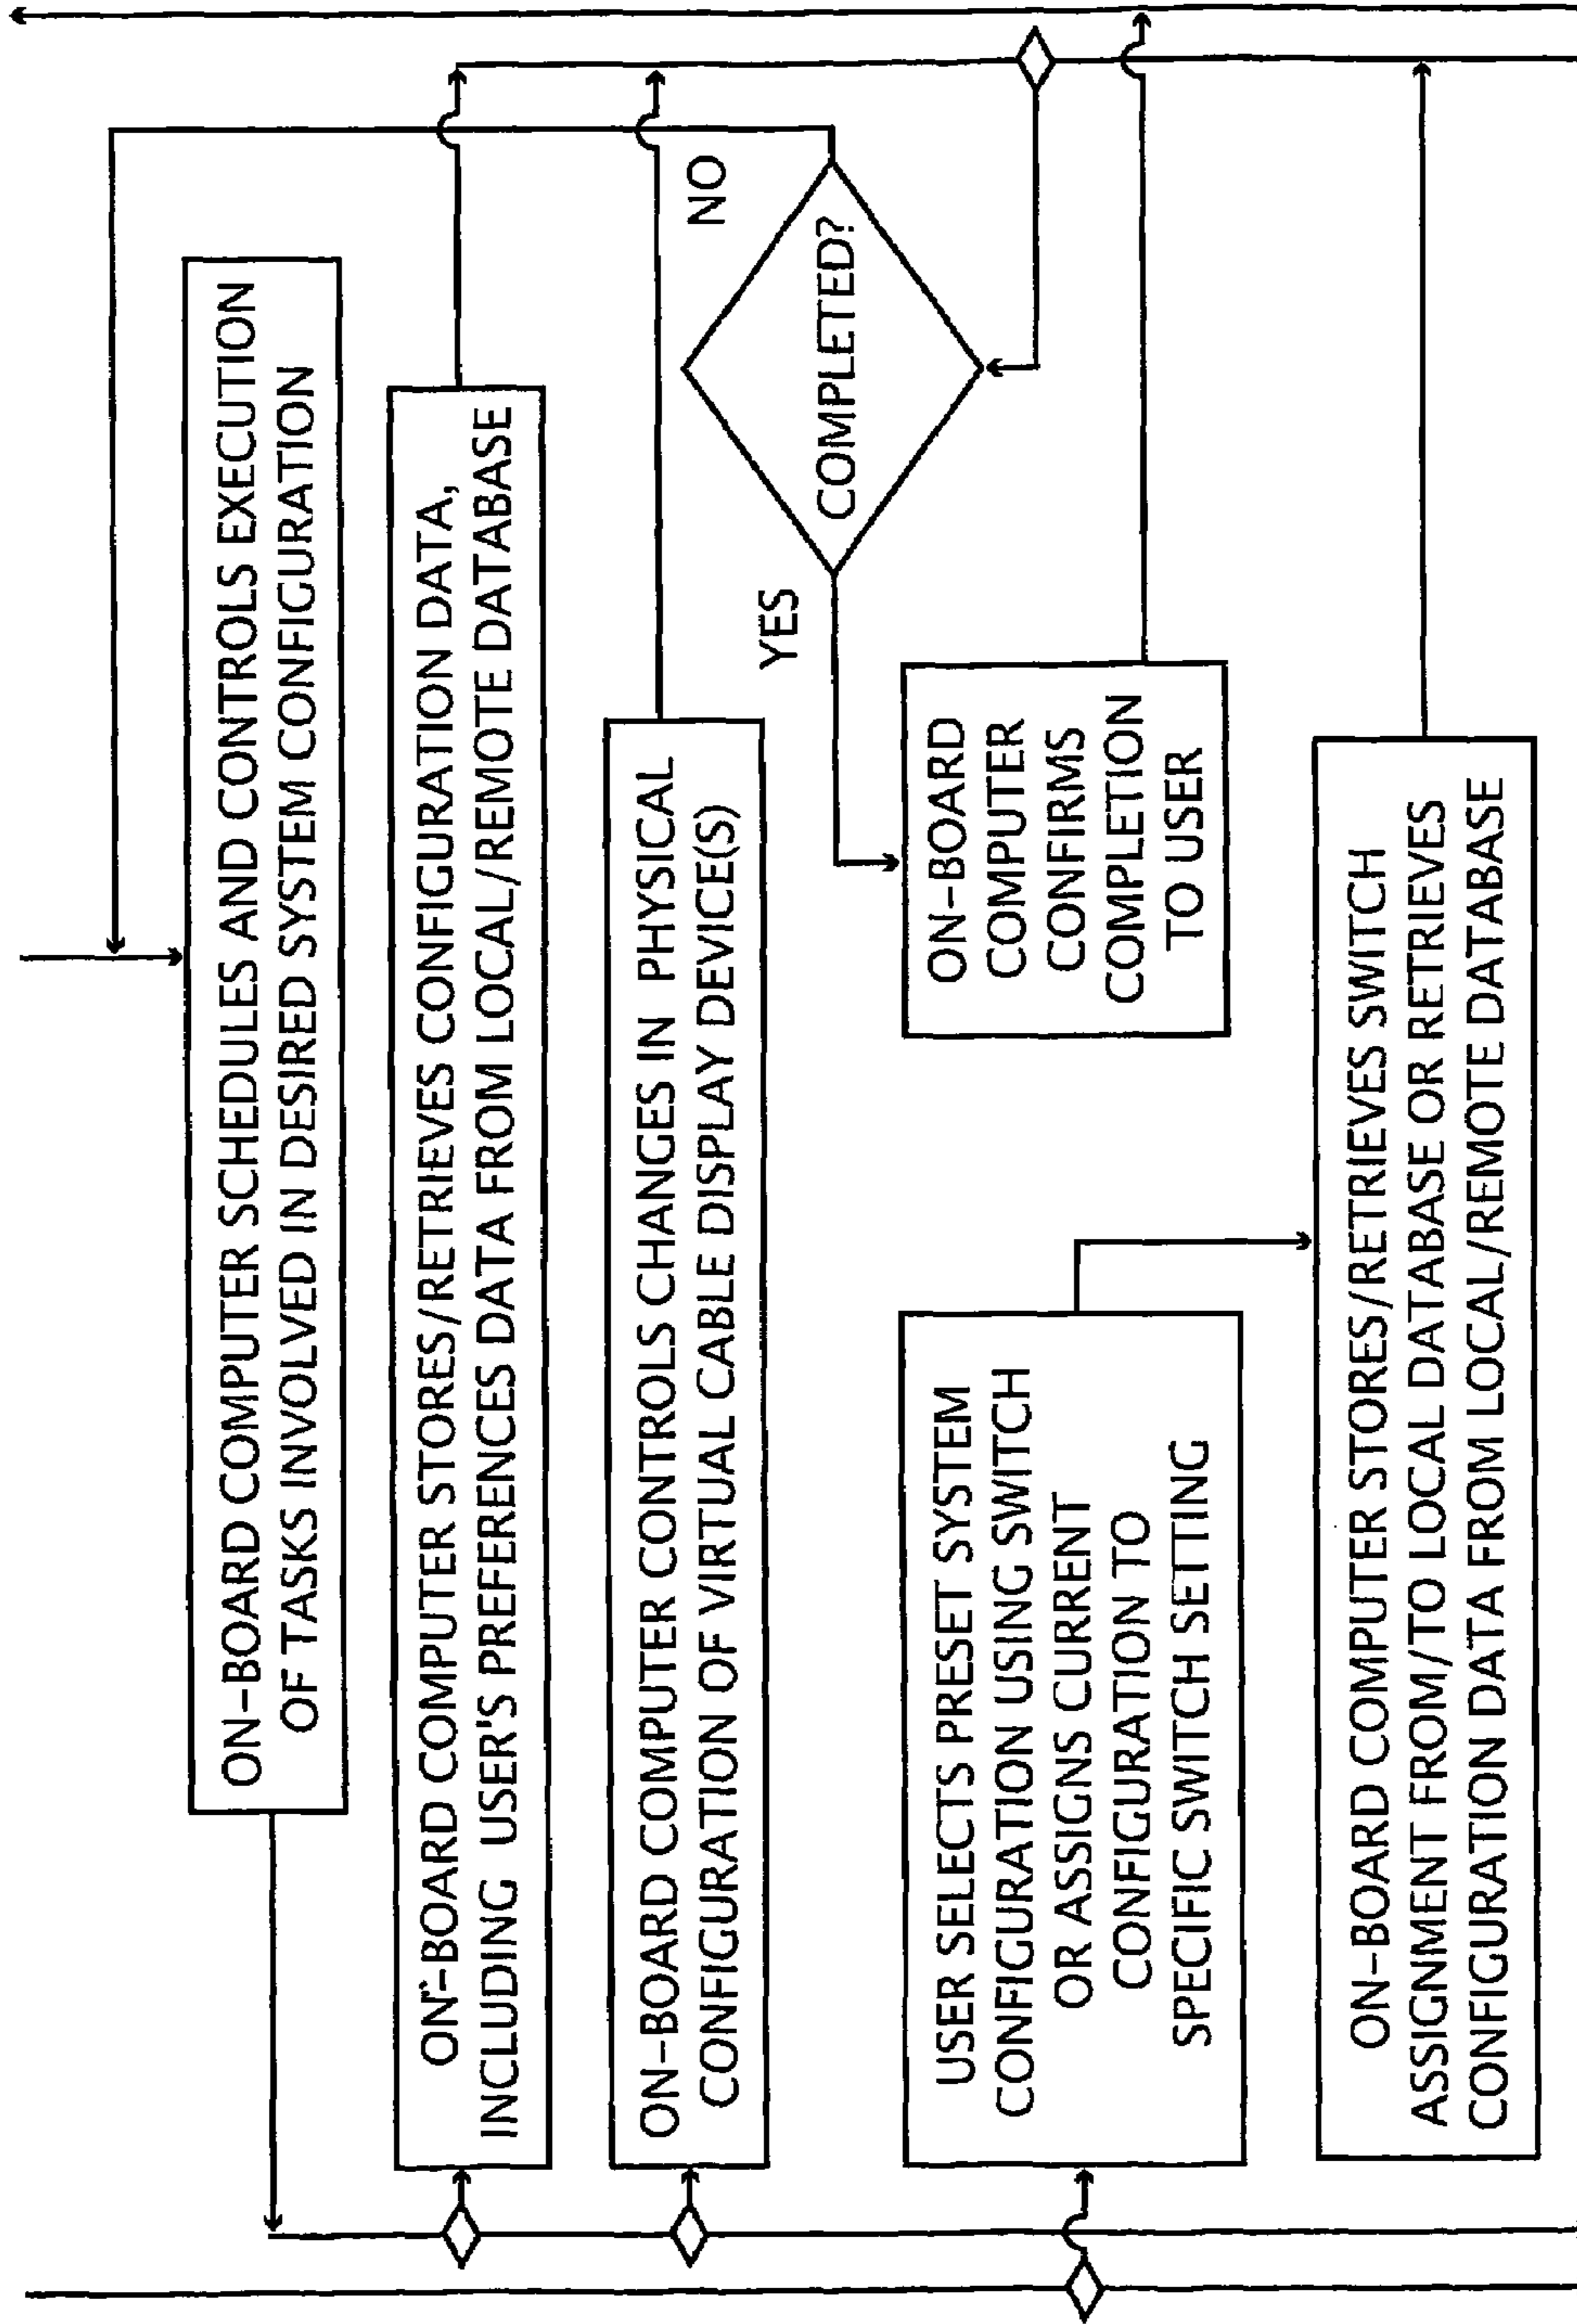 ON-BOARD COMPUTER SCHEDULES AND CONTROLS EXECUTION
OF TASKS INVOLVED IN DESIRED SYSTEM CONFIGURATION
ON-BOARD COMPUTER STORES/RETRIEVES CONFIGURATION DATA,
INCLUDING USER'S PREFERENCES DATA FROM LOCAL/REMOTE DATABASE
ON-BOARD COMPUTER CONTROLS CHANGES IN PHYSICAL
CONFIGURATION OF VIRTUAL CABLE DISPLAY DEVICE(S)
NO
COMPLETED?
YES
ON-BOARD
COMPUTER
CONFIRMS
COMPLETION
TO USER
USER SELECTS PRESET SYSTEM
CONFIGURATION USING SWITCH
OR ASSIGNS CURRENT
CONFIGURATION TO
SPECIFIC SWITCH SETTING
ON-BOARD COMPUTER STORES/RETRIEVES SWITCH
ASSIGNMENT FROM/TO LOCAL DATABASE OR RETRIEVES
CONFIGURATION DATA FROM LOCAL/REMOTE DATABASE